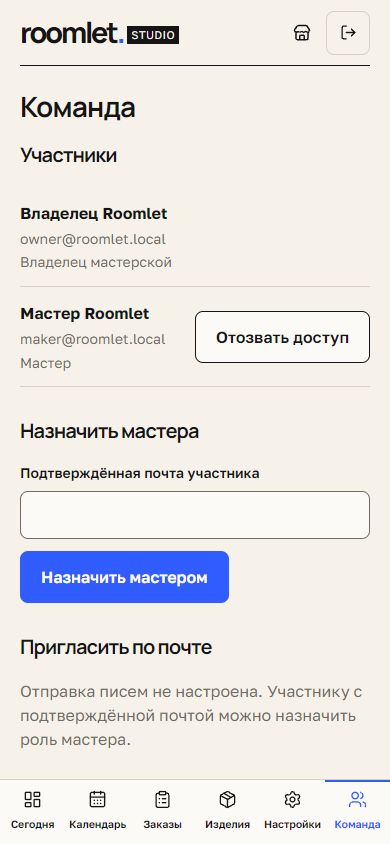 roomlet. STUDIO
Команда
Участники
Владелец Roomlet
owner@roomlet.local
Владелец мастерской
Мастер Roomlet
maker@roomlet.local
Мастер
Отозвать доступ
Назначить мастера
Подтверждённая почта участника
Назначить мастером
Пригласить по почте
Отправка писем не настроена. Участнику с
подтверждённой почтой можно назначить
роль мастера.
Сегодня Календарь Заказы Изделия Настройки Команда